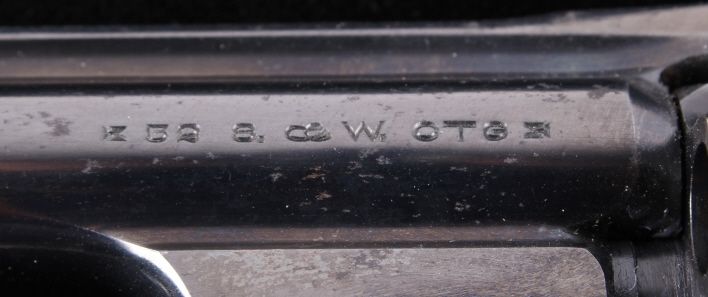 32 S. & W. CTG